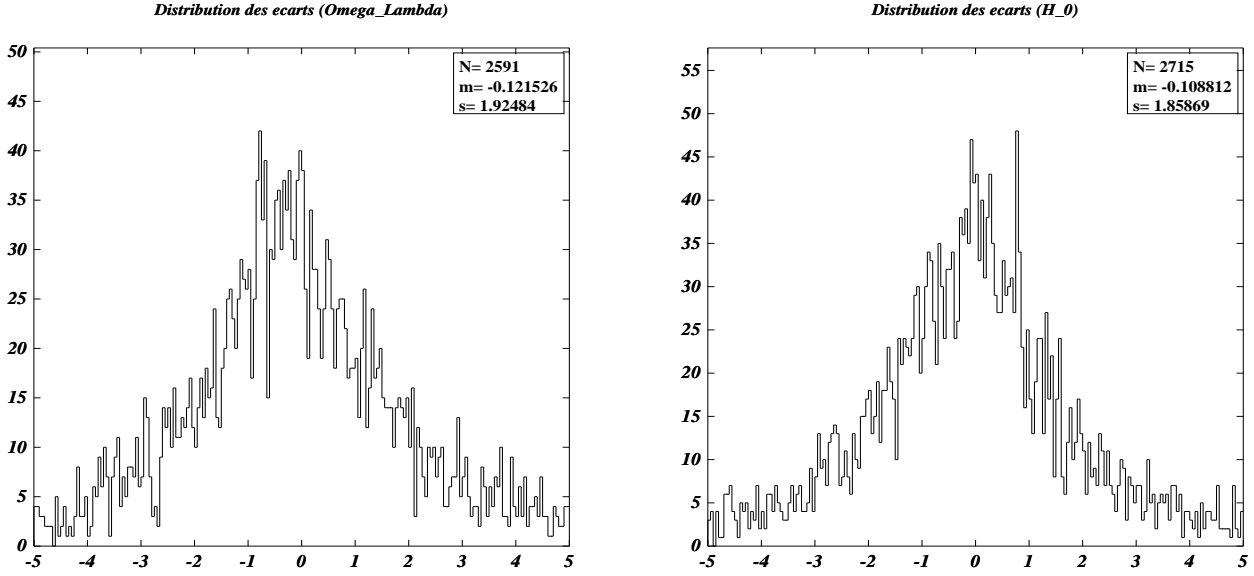 Distribution des ecarts (Omega_Lambda)
50
45
40
35
30
25
20
15
10
5
0
-5 -4 -3 -2 -1 0 1 2 3 4 5
N= 2591
m= -0.121526
s= 1.92484
Distribution des ecarts (H_0)
55
50
45
40
35
30
25
20
15
10
5
0
-5 -4 -3 -2 -1 0 1 2 3 4 5
N= 2715
m= -0.108812
s= 1.85869